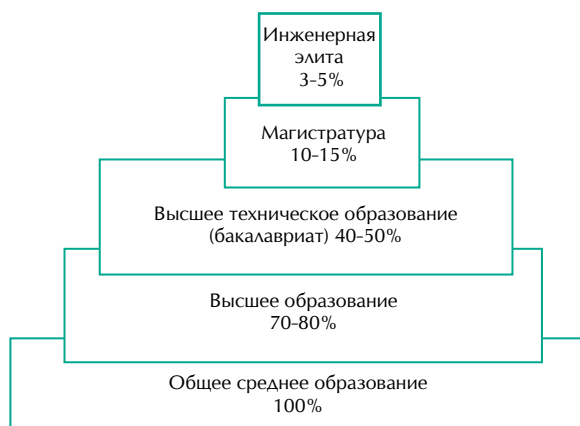 Инженерная
элита
3-5%
Магистратура
10-15%
Высшее техническое образование
(бакалавриат) 40-50%
Высшее образование
70-80%
Общее среднее образование
100%